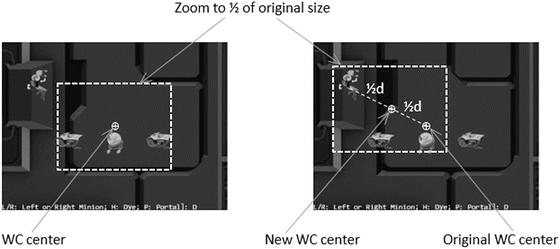 Zoom to ½ of original size
½d
½d
L/R: Left or Right Minion; H: Dye; P: Portal]: D
L/R: Left or Right Minion; H: Dye; P: Portal]: D
WC center
New WC center
Original WC center